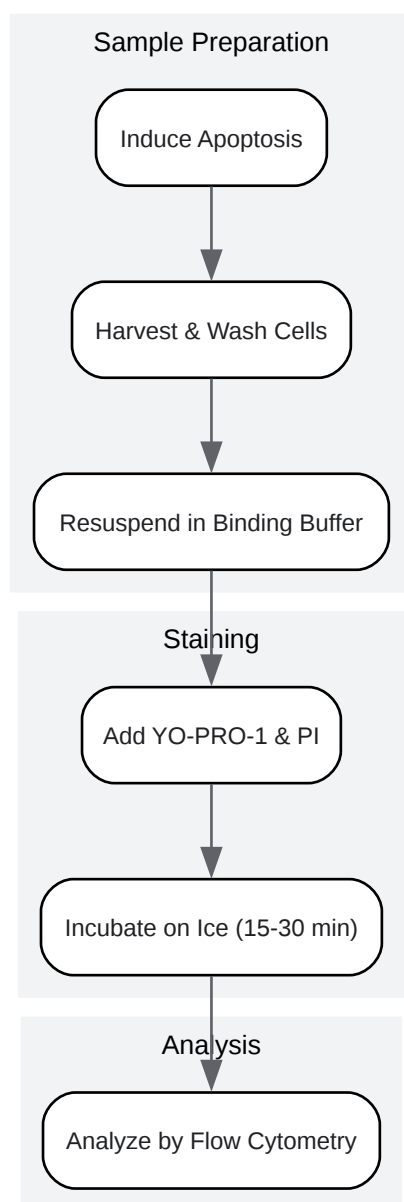 Sample Preparation
Induce Apoptosis
Harvest & Wash Cells
Resuspend in Binding Buffer
Staining
Add YO-PRO-1 & PI
Incubate on Ice (15-30 min)
Analysis
Analyze by Flow Cytometry